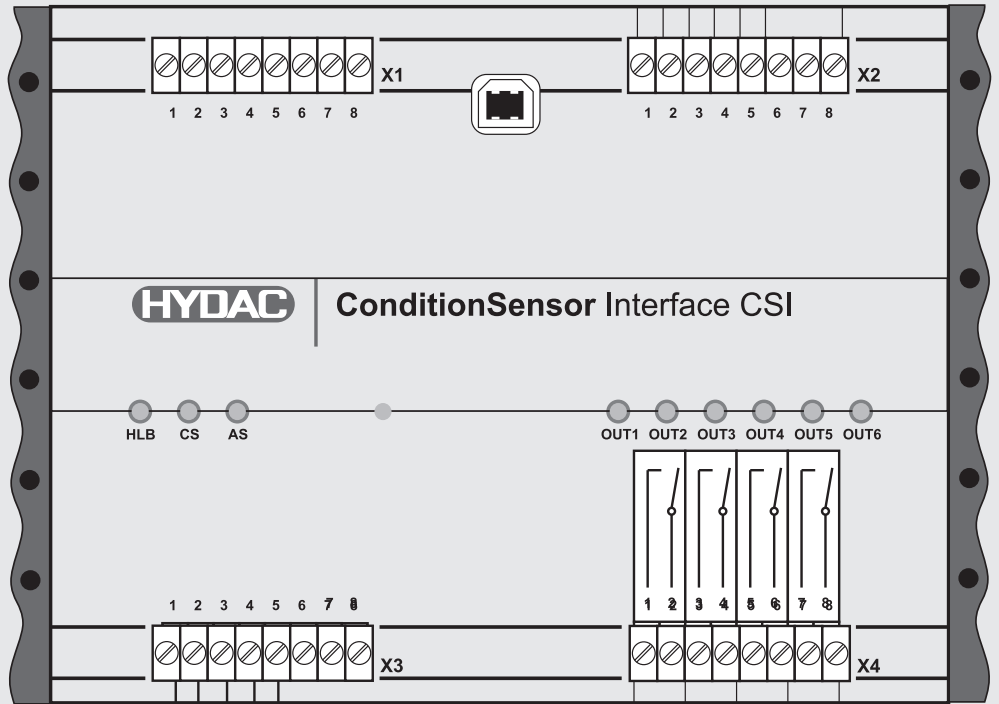 X1
X2
1 2 3 4 5 6 7 8
1 2 3 4 5 6 7 8
HYDAC
ConditionSensor Interface CSI
HLB CS AS
OUT1 OUT2 OUT3 OUT4 OUT5 OUT6
1 2 3 4 5 6 7 8
1 2 3 4 5 6 7 8
X3
X4